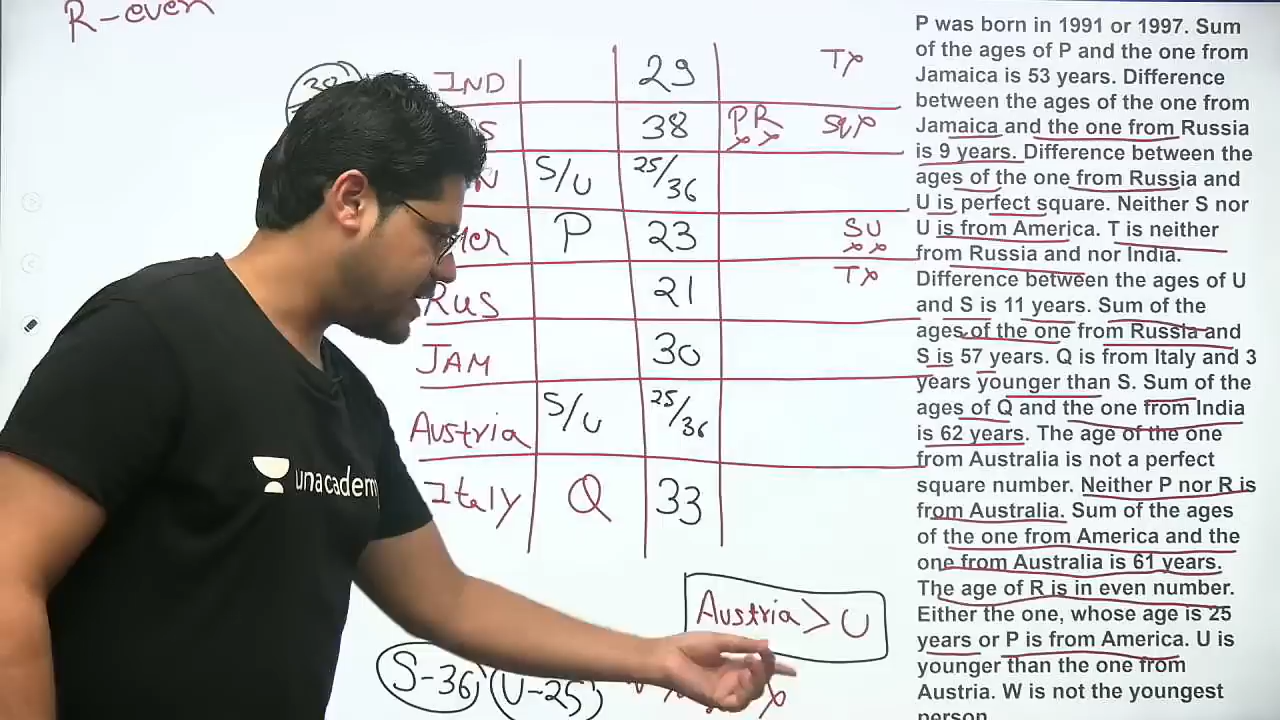 R-even
IND 29 Tx
S 38 P R SqX
x x
N S/U 25/36
mer P 23 S U
x x
RUS 21 Tx
JAM 30
Austria S/U 25/36
Italy Q 33
Austria > U
S-36 U-25
unacademy
P was born in 1991 or 1997. Sum
of the ages of P and the one from
Jamaica is 53 years. Difference
between the ages of the one from
Jamaica and the one from Russia
is 9 years. Difference between the
ages of the one from Russia and
U is perfect square. Neither S nor
U is from America. T is neither
from Russia and nor India.
Difference between the ages of U
and S is 11 years. Sum of the
ages of the one from Russia and
S is 57 years. Q is from Italy and 3
years younger than S. Sum of the
ages of Q and the one from India
is 62 years. The age of the one
from Australia is not a perfect
square number. Neither P nor R is
from Australia. Sum of the ages
of the one from America and the
one from Australia is 61 years.
The age of R is in even number.
Either the one, whose age is 25
years or P is from America. U is
younger than the one from
Austria. W is not the youngest
person